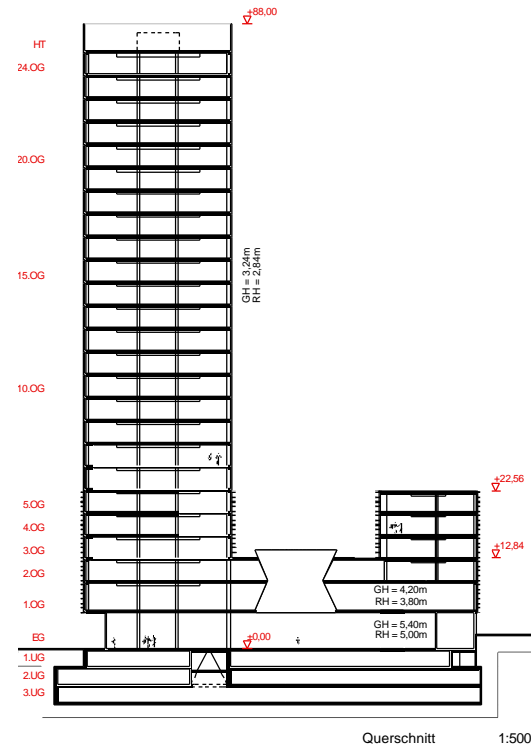 +88,00
HT
24.OG
20.OG
GH = 3,24m
RH = 2,84m
15.OG
10.OG
+22,56
5.OG
4.OG
3.OG
+12,84
2.OG
GH = 4,20m
RH = 3,80m
1.OG
GH = 5,40m
RH = 5,00m
EG
±0,00
1.UG
2.UG
3.UG
Querschnitt 1:500